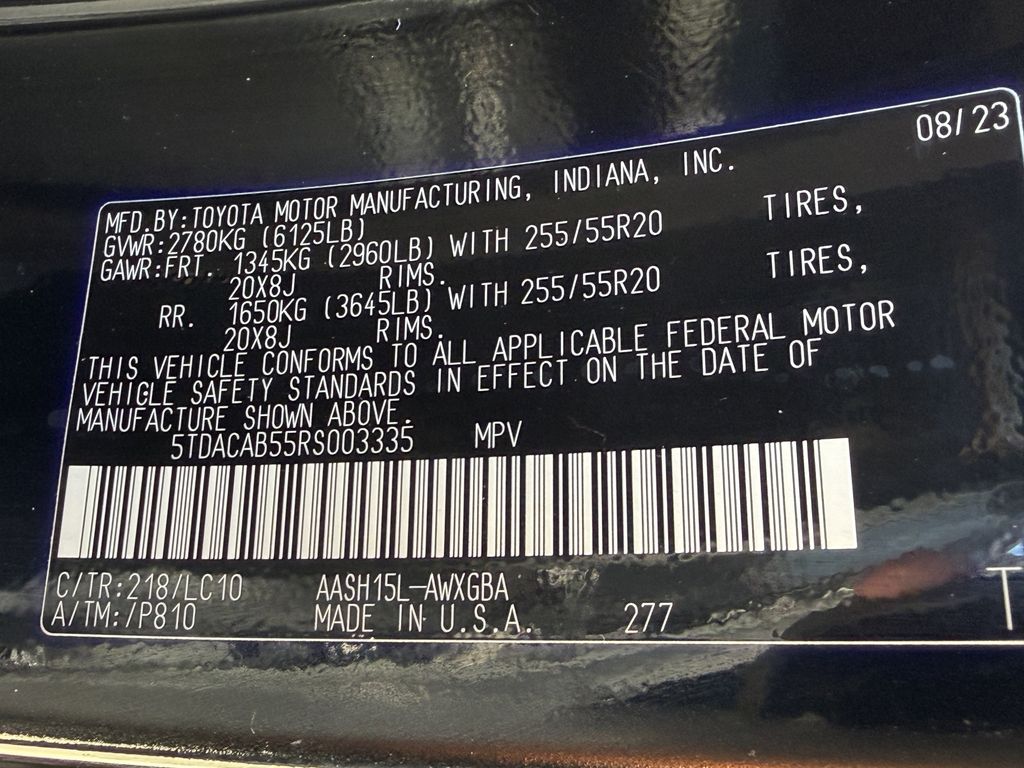 08/23
MFD.BY:TOYOTA MOTOR MANUFACTURING, INDIANA, INC.
GVWR:2780KG (6125LB)
GAWR:FRT. 1345KG (2960LB) WITH 255/55R20 TIRES,
20X8J RIMS.
RR. 1650KG (3645LB) WITH 255/55R20 TIRES,
20X8J RIMS.
THIS VEHICLE CONFORMS TO ALL APPLICABLE FEDERAL MOTOR
VEHICLE SAFETY STANDARDS IN EFFECT ON THE DATE OF
MANUFACTURE SHOWN ABOVE.
5TDACAB55RS003335 MPV
C/TR:218/LC10 AASH15L-AWXGBA
A/TM:/P810 MADE IN U.S.A. 277
T